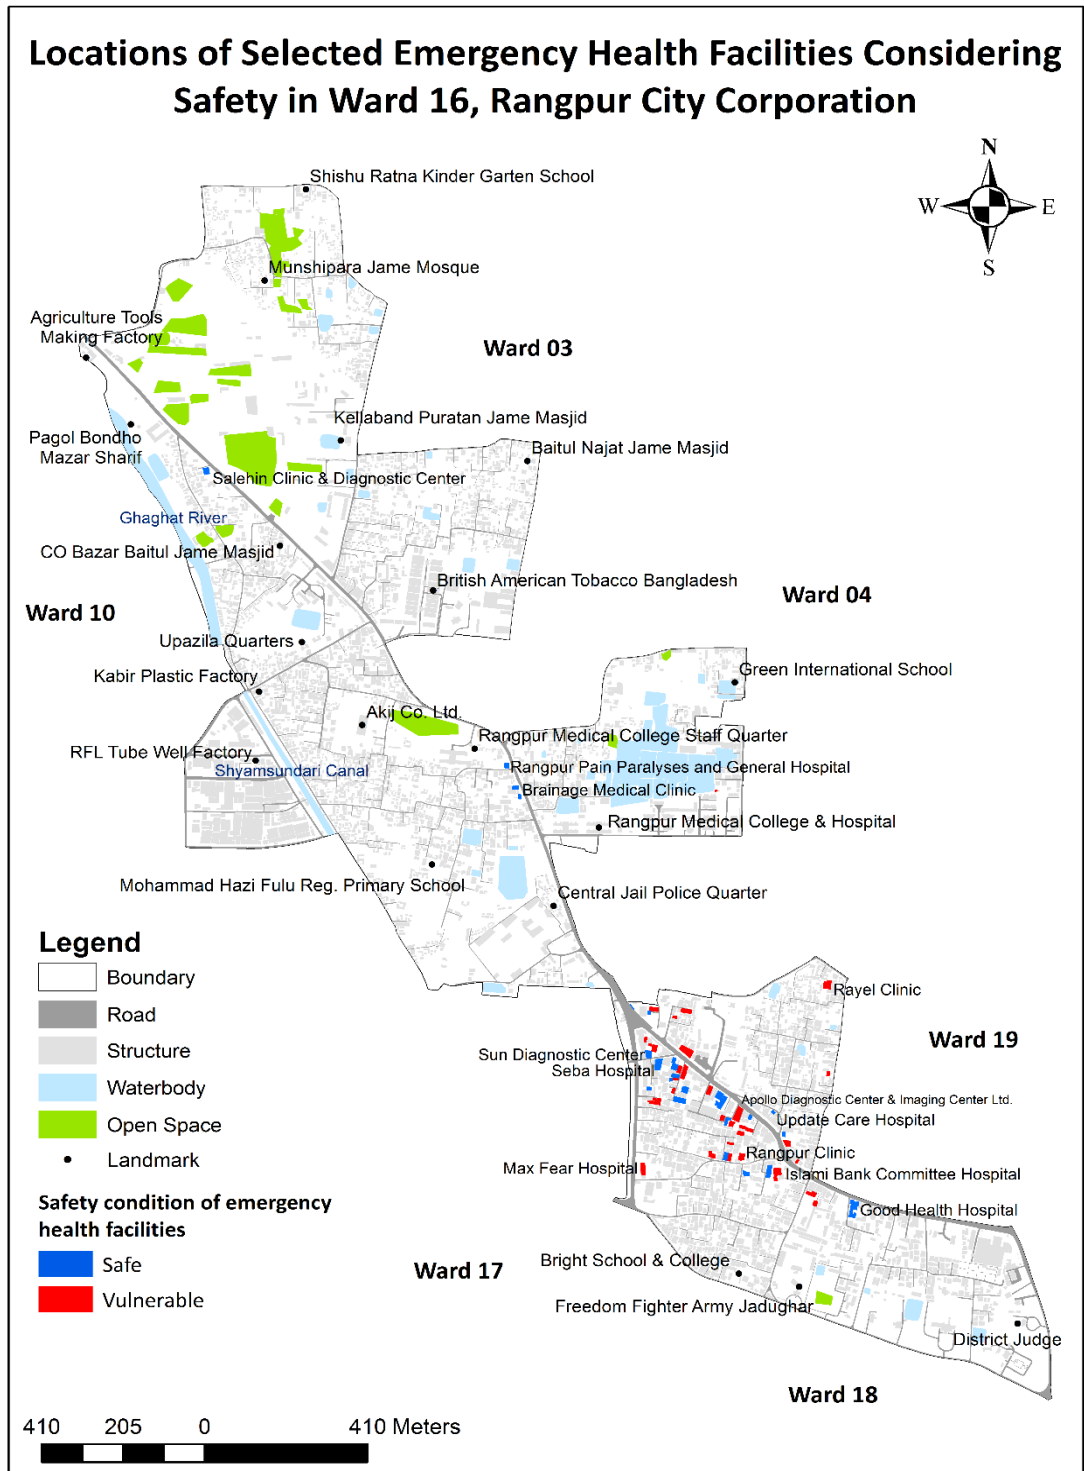 Locations of Selected Emergency Health Facilities Considering
Safety in Ward 16, Rangpur City Corporation
N
W
E
S
Shishu Ratna Kinder Garten School
Munshipara Jame Mosque
Agriculture Tools
Making Factory
Ward 03
Kellaband Puratan Jame Masjid
Pagol Bondho
Mazar Sharif
Baitul Najat Jame Masjid
Salehin Clinic & Diagnostic Center
Ghaghat River
CO Bazar Baitul Jame Masjid
British American Tobacco Bangladesh
Ward 04
Ward 10
Upazila Quarters
Green International School
Kabir Plastic Factory
Akij Co. Ltd.
Rangpur Medical College Staff Quarter
RFL Tube Well Factory
Shyamsundari Canal
Rangpur Pain Paralyses and General Hospital
Brainage Medical Clinic
Rangpur Medical College & Hospital
Mohammad Hazi Fulu Reg. Primary School
Central Jail Police Quarter
Legend
Boundary
Road
Structure
Waterbody
Open Space
Landmark
Safety condition of emergency
health facilities
Safe
Vulnerable
Rayel Clinic
Ward 19
Sun Diagnostic Center
Seba Hospital
Apollo Diagnostic Center & Imaging Center Ltd.
Update Care Hospital
Rangpur Clinic
Max Fear Hospital
Islami Bank Committee Hospital
Good Health Hospital
Bright School & College
Ward 17
Freedom Fighter Army Jadughar
District Judge
Ward 18
410 205 0 410 Meters